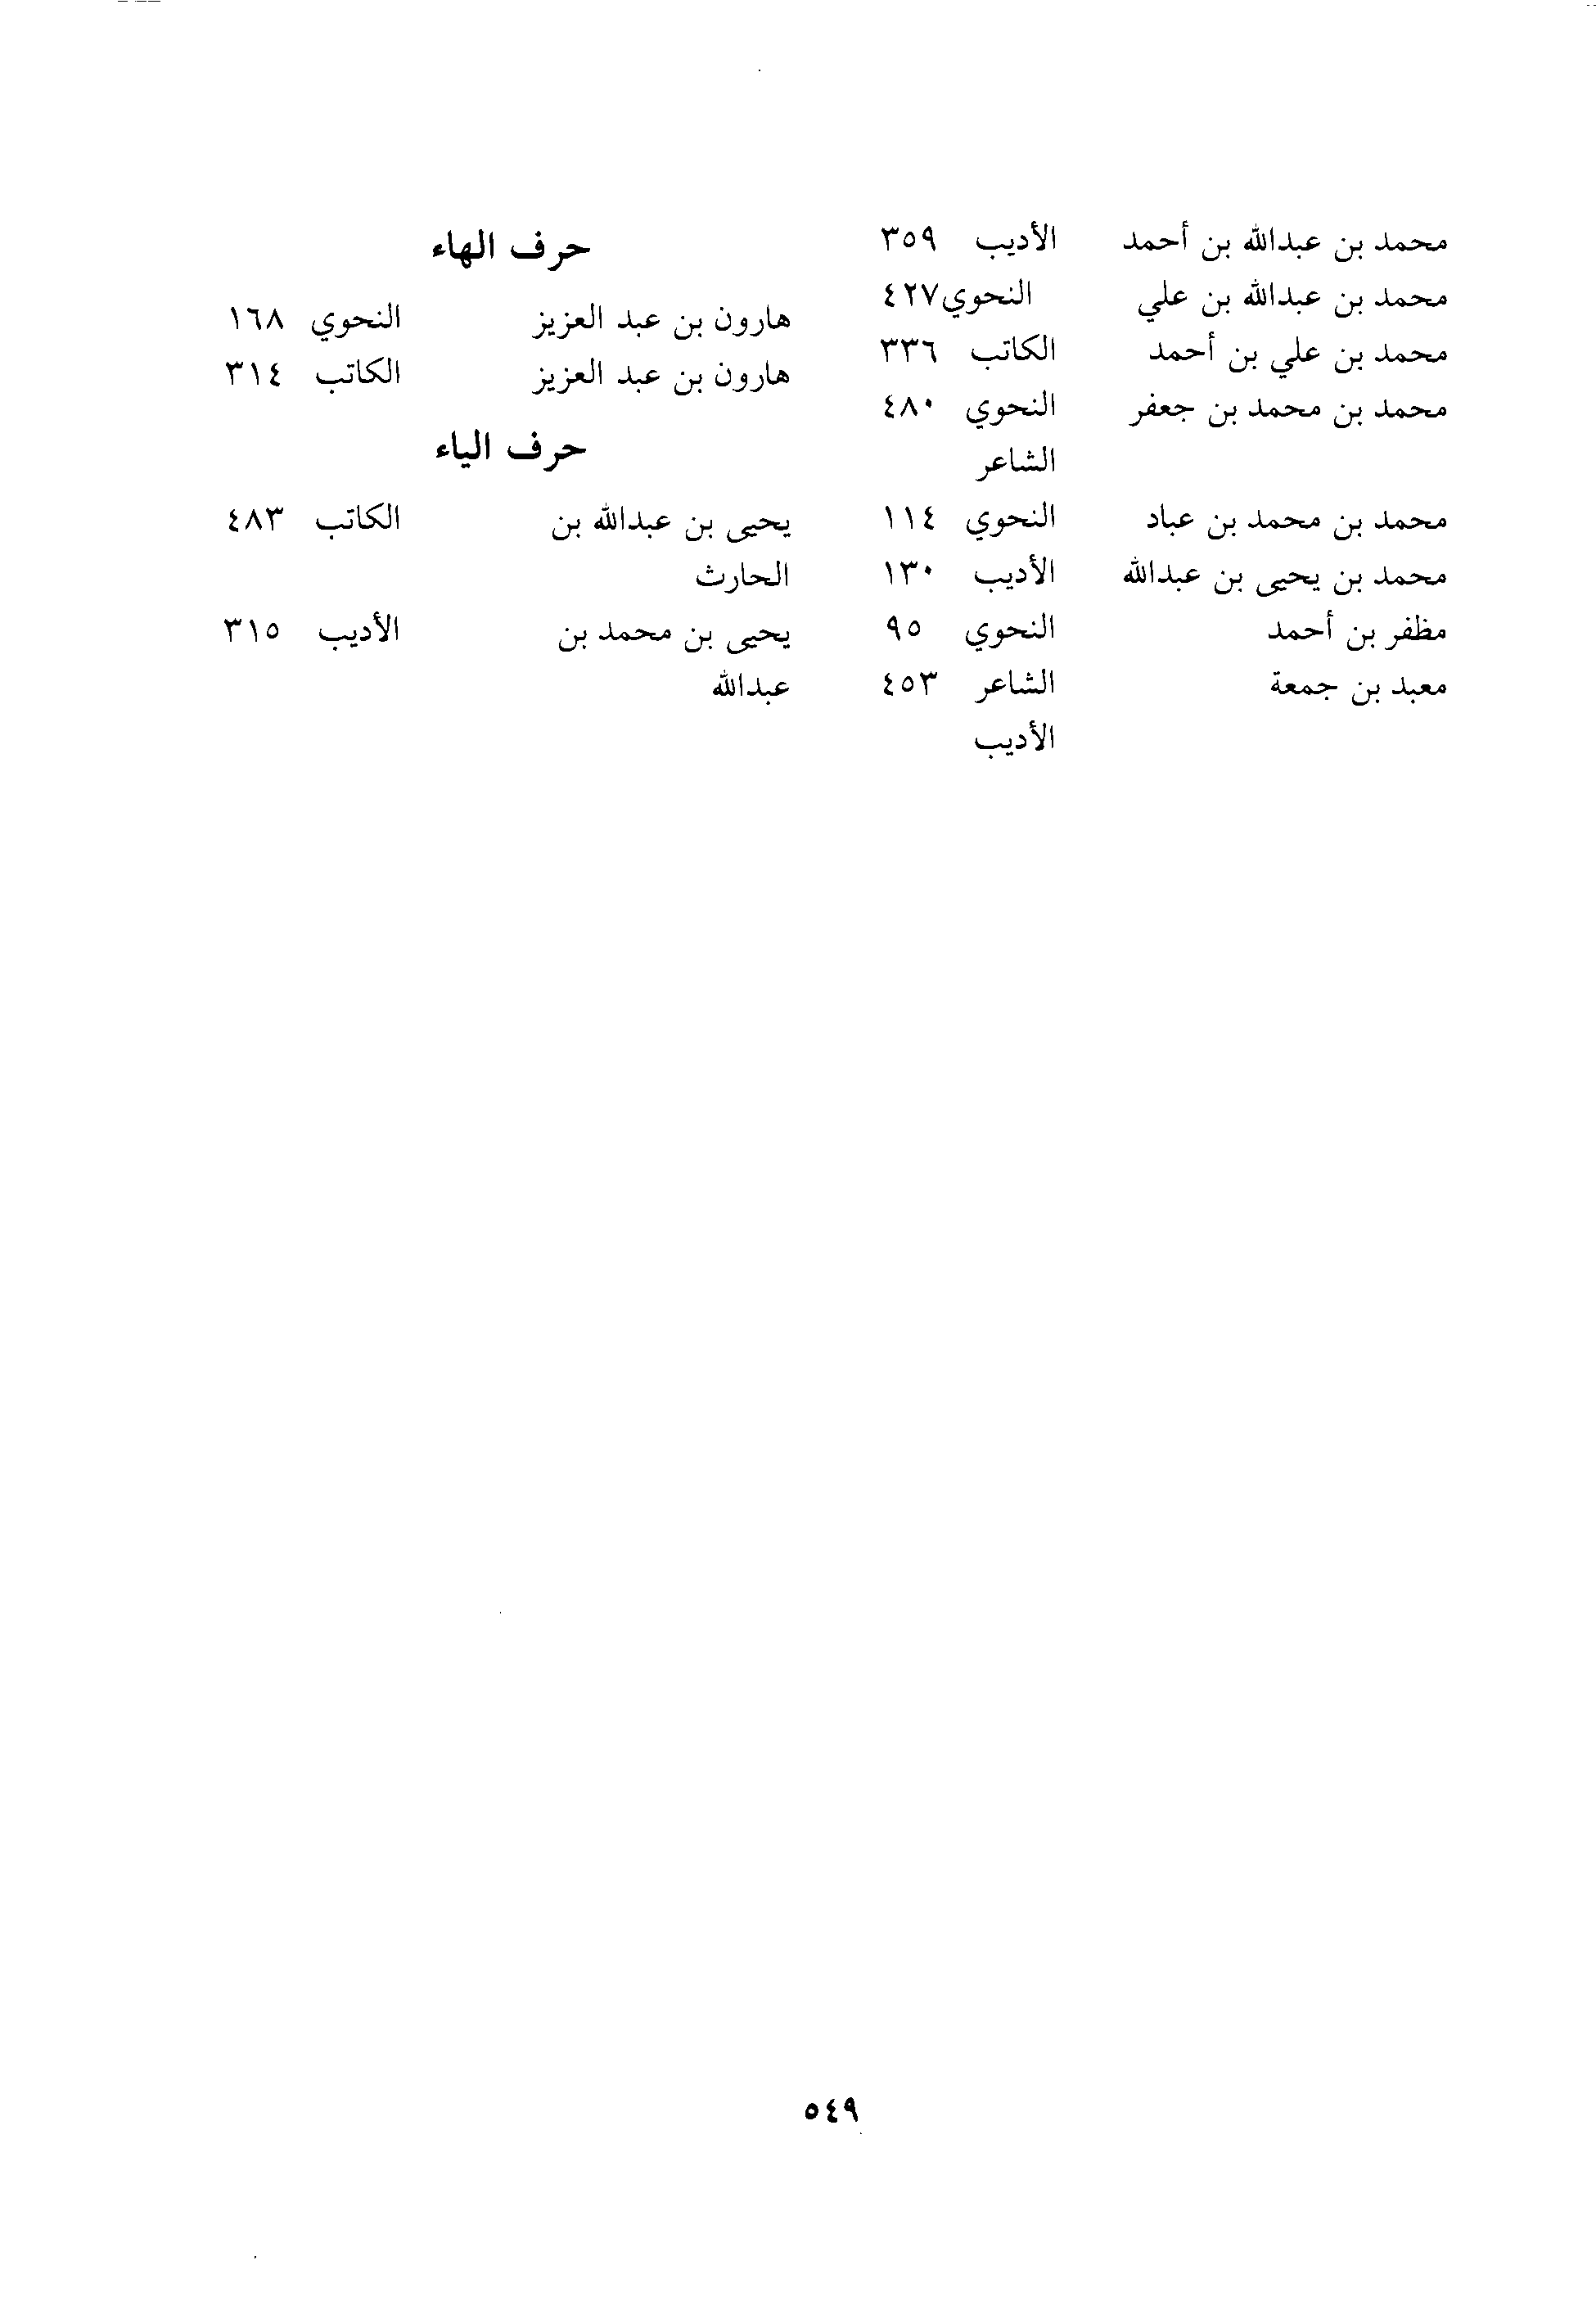 محمد بن عبدالله بن أحمد الأديب ٣٥٩
محمد بن عبدالله بن علي النحوي ٤٢٧
محمد بن علي بن أحمد الكاتب ٣٣٦
محمد بن محمد بن جعفر النحوي ٤٨٠
الشاعر
محمد بن محمد بن عباد النحوي ١١٤
محمد بن يحيى بن عبدالله الأديب ١٣٠
مظفر بن أحمد النحوي ٩٥
معبد بن جمعة الشاعر ٤٥٣
الأديب
حرف الهاء
هارون بن عبد العزيز النحوي ١٦٨
هارون بن عبد العزيز الكاتب ٣١٤
حرف الياء
يحيى بن عبدالله بن الكاتب ٤٨٣
الحارث
يحيى بن محمد بن الأديب ٣١٥
عبدالله
٥٤٩